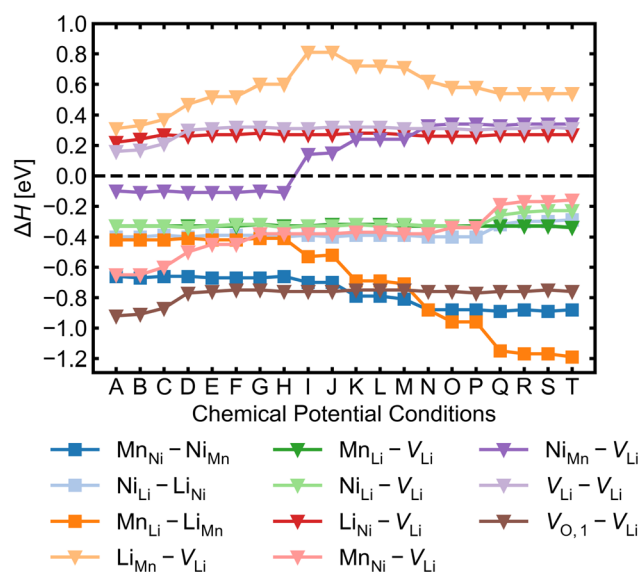 1.0
0.8
0.6
0.4
0.2
0.0
−0.2
−0.4
−0.6
−0.8
−1.0
−1.2
ΔH [eV]
A B C D E F G H I J K L M N O P Q R S T
Chemical Potential Conditions
Mn_Ni − Ni_Mn Mn_Li − V_Li Ni_Mn − V_Li
Ni_Li − Li_Ni Ni_Li − V_Li V_Li − V_Li
Mn_Li − Li_Mn Li_Ni − V_Li V_O,1 − V_Li
Li_Mn − V_Li Mn_Ni − V_Li